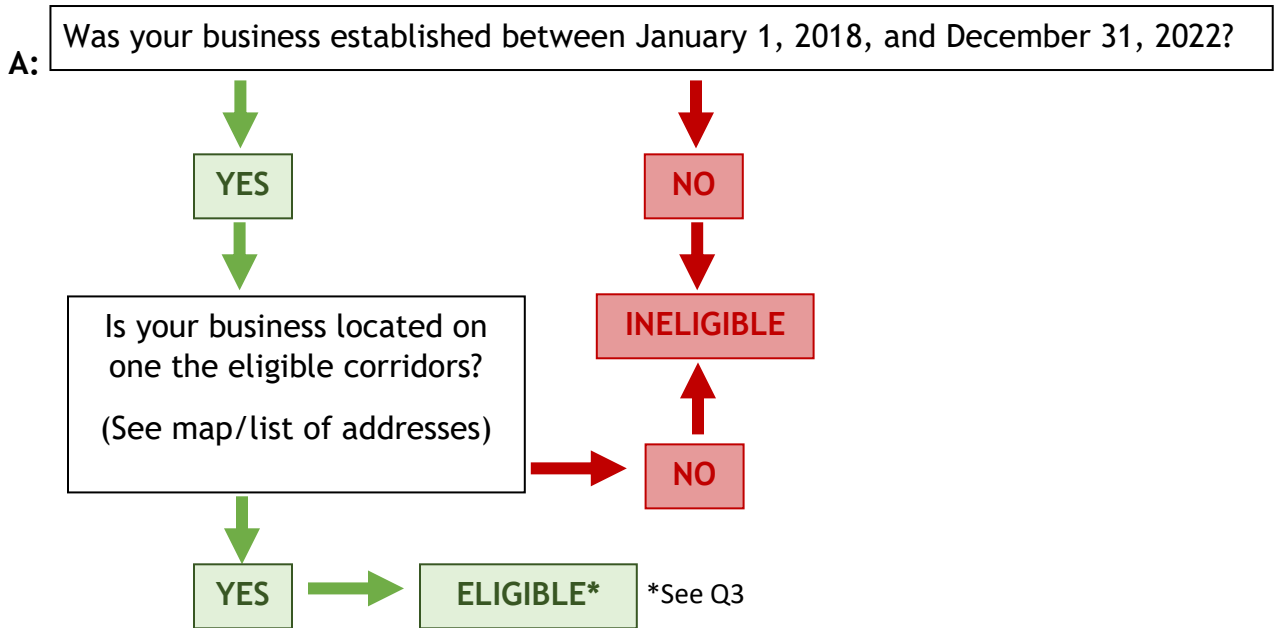 A:
Was your business established between January 1, 2018, and December 31, 2022?
YES
NO
Is your business located on
one the eligible corridors?
(See map/list of addresses)
INELIGIBLE
NO
YES
ELIGIBLE*
*See Q3